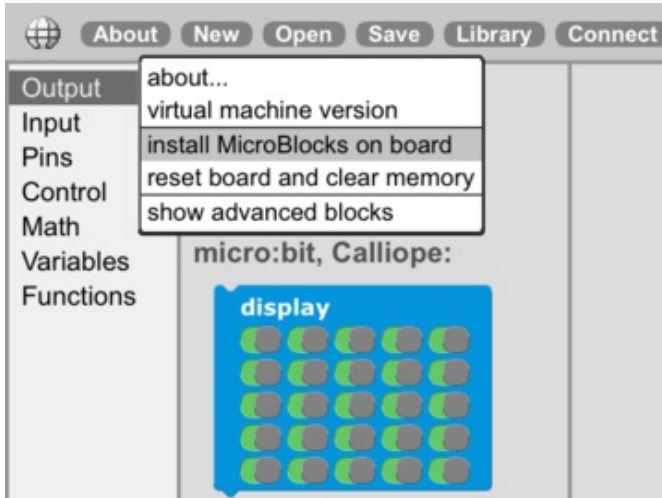 About New Open Save Library Connect
Output
Input
Pins
Control
Math
Variables
Functions
about...
virtual machine version
install MicroBlocks on board
reset board and clear memory
show advanced blocks
micro:bit, Calliope:
display